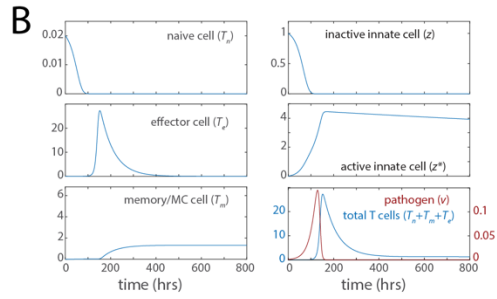 B
0.02
0.01
0
naive cell (Tn)
1
0.5
0
inactive innate cell (z)
20
10
0
effector cell (Te)
4
2
0
active innate cell (z*)
6
4
2
0
memory/MC cell (Tm)
0 200 400 600 800
time (hrs)
20
10
0
pathogen (v)
total T cells (Tn+Tm+Te)
0.1
0.05
0
0 200 400 600 800
time (hrs)